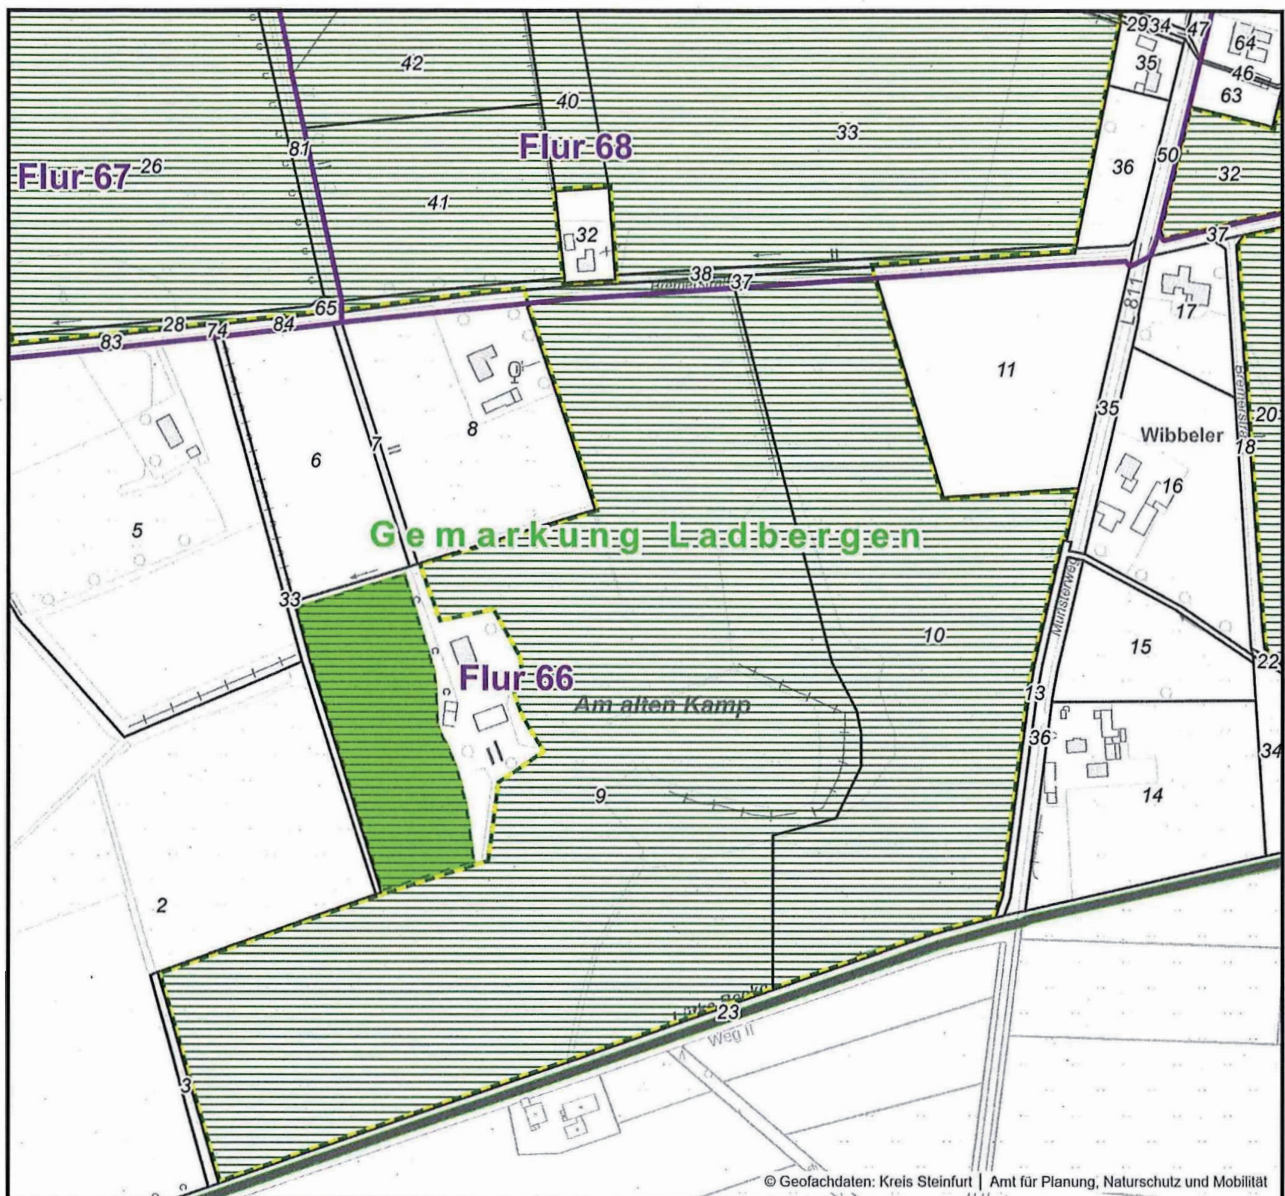 29 34 47
42 35 64
46
40 63
33
81 Flur 68 50
26 36
Flur 67 32
41
32 37
38
37
65 17
28 84 L 811
83 74
11
35 20
7 8 Wibbeler
6 18
16
5
Gemarkung Ladbergen
33 Münsterweg
10 15
22
Flur 66
13
Am alten Kamp
36 34
9 14
2
23
Weg II
3
© Geofachdaten: Kreis Steinfurt | Amt für Planung, Naturschutz und Mobilität